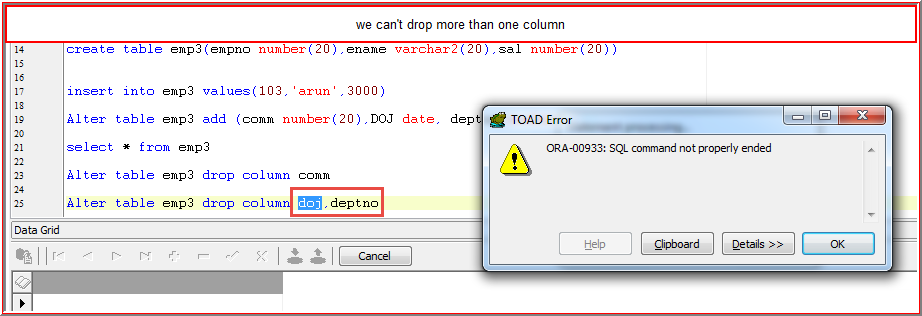 we can't drop more than one column
14 create table emp3(empno number(20),ename varchar2(20),sal number(20))
15
16
17 insert into emp3 values(103,'arun',3000)
18
19 Alter table emp3 add (comm number(20),DOJ date, dept
20
21 select * from emp3
22
23 Alter table emp3 drop column comm
24
25 Alter table emp3 drop column doj,deptno
TOAD Error
ORA-00933: SQL command not properly ended
Help Clipboard Details >> OK
Data Grid
Cancel